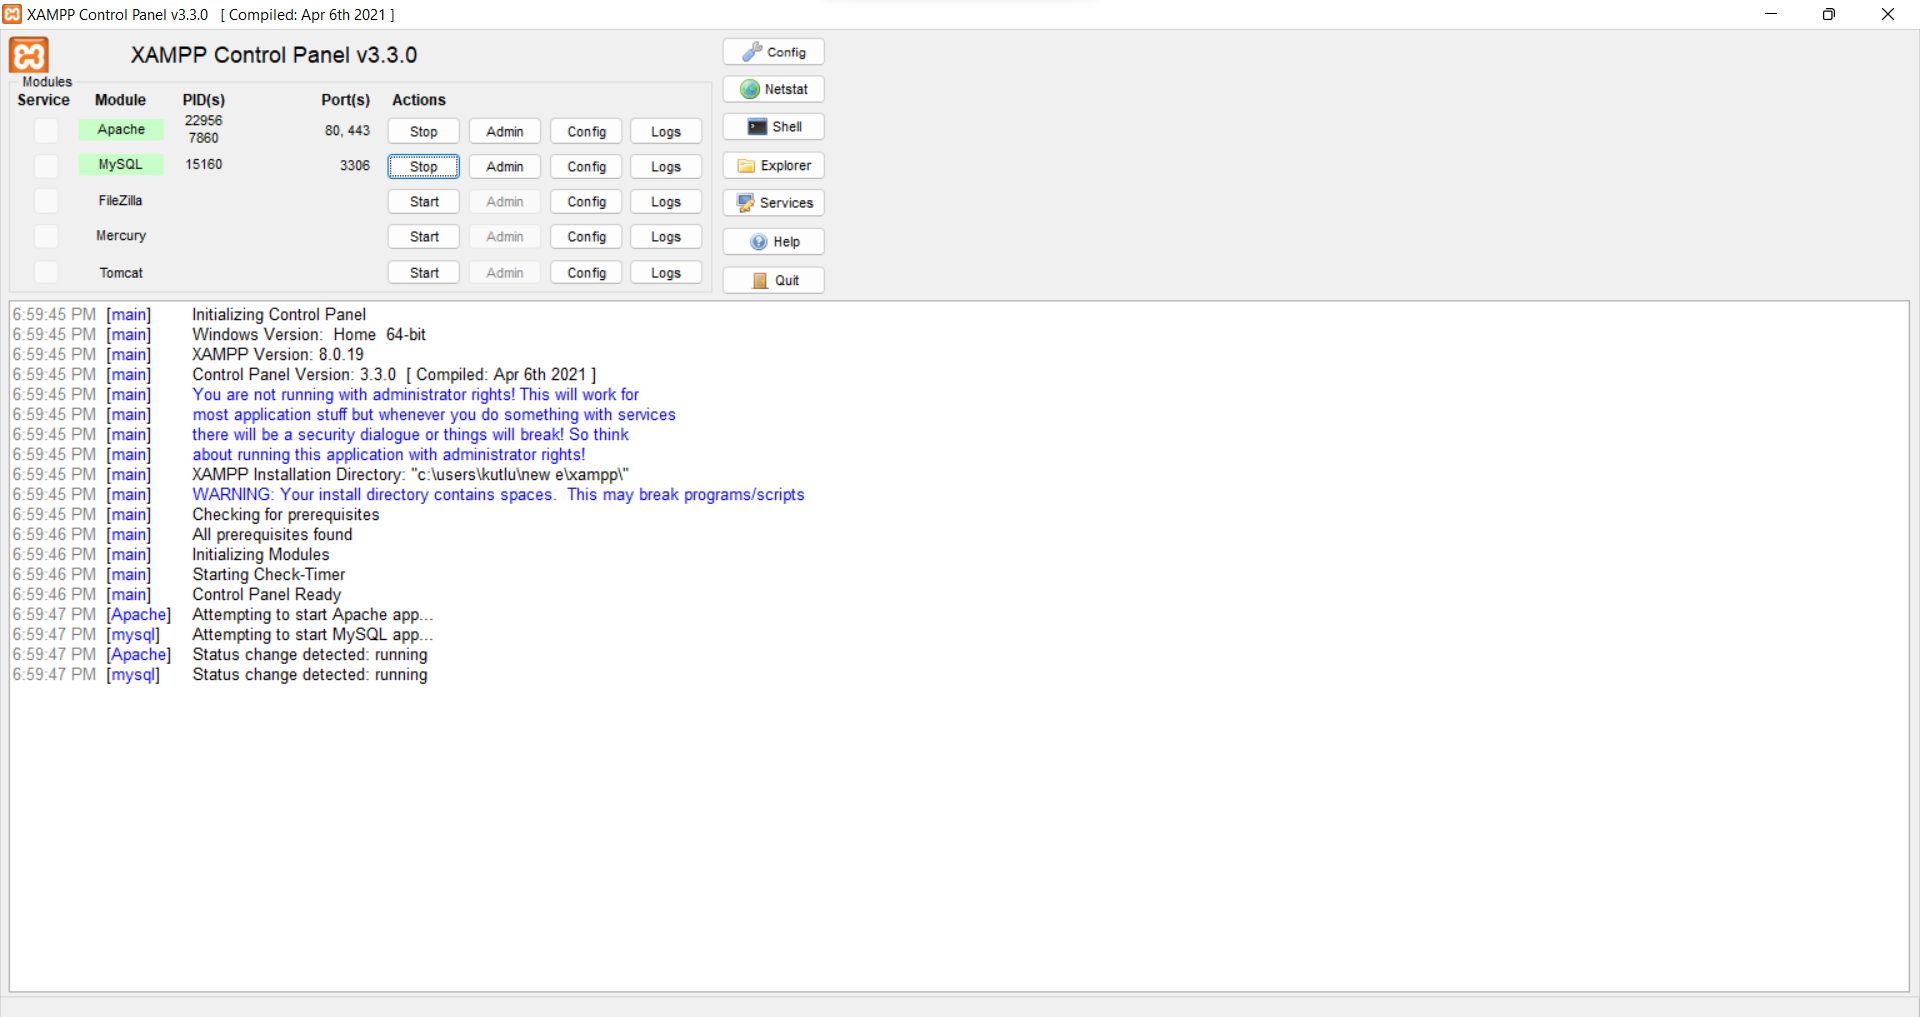 XAMPP Control Panel v3.3.0 [ Compiled: Apr 6th 2021 ]
XAMPP Control Panel v3.3.0
Config
Modules
Service Module PID(s) Port(s) Actions
Netstat
Apache 22956 7860 80, 443 Stop Admin Config Logs
Shell
MySQL 15160 3306 Stop Admin Config Logs
Explorer
FileZilla Start Admin Config Logs
Services
Mercury Start Admin Config Logs
Help
Tomcat Start Admin Config Logs
Quit
6:59:45 PM [main] Initializing Control Panel
6:59:45 PM [main] Windows Version: Home 64-bit
6:59:45 PM [main] XAMPP Version: 8.0.19
6:59:45 PM [main] Control Panel Version: 3.3.0 [ Compiled: Apr 6th 2021 ]
6:59:45 PM [main] You are not running with administrator rights! This will work for
6:59:45 PM [main] most application stuff but whenever you do something with services
6:59:45 PM [main] there will be a security dialogue or things will break! So think
6:59:45 PM [main] about running this application with administrator rights!
6:59:45 PM [main] XAMPP Installation Directory: "c:\users\kutlu\new e\xampp\"
6:59:45 PM [main] WARNING: Your install directory contains spaces. This may break programs/scripts
6:59:45 PM [main] Checking for prerequisites
6:59:46 PM [main] All prerequisites found
6:59:46 PM [main] Initializing Modules
6:59:46 PM [main] Starting Check-Timer
6:59:46 PM [main] Control Panel Ready
6:59:47 PM [Apache] Attempting to start Apache app...
6:59:47 PM [mysql] Attempting to start MySQL app...
6:59:47 PM [Apache] Status change detected: running
6:59:47 PM [mysql] Status change detected: running